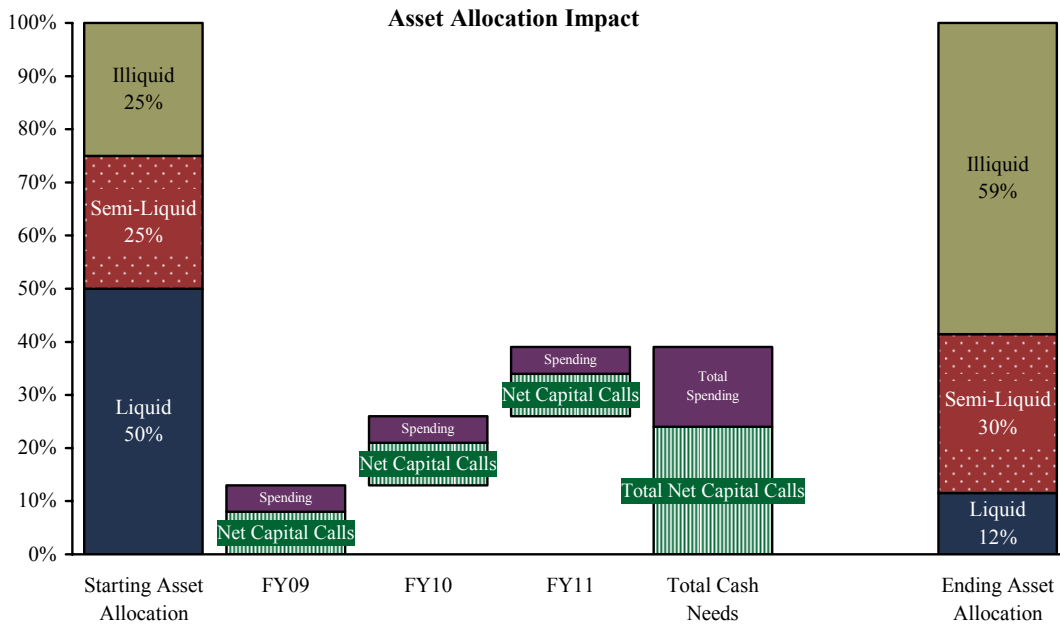 Asset Allocation Impact
100%
90%
80%
70%
60%
50%
40%
30%
20%
10%
0%
Illiquid
25%
Semi-Liquid
25%
Liquid
50%
Spending
Net Capital Calls
Spending
Net Capital Calls
Spending
Net Capital Calls
Total
Spending
Total Net Capital Calls
Illiquid
59%
Semi-Liquid
30%
Liquid
12%
Starting Asset
Allocation
FY09
FY10
FY11
Total Cash
Needs
Ending Asset
Allocation